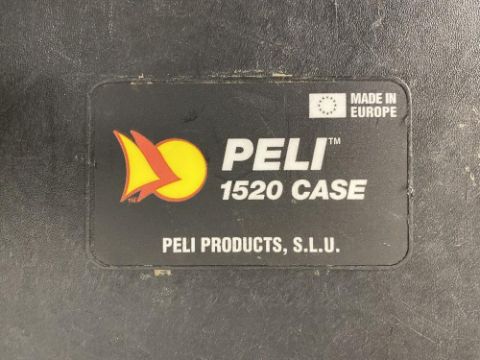 MADE IN
EUROPE
PELI™
1520 CASE
PELI PRODUCTS, S.L.U.